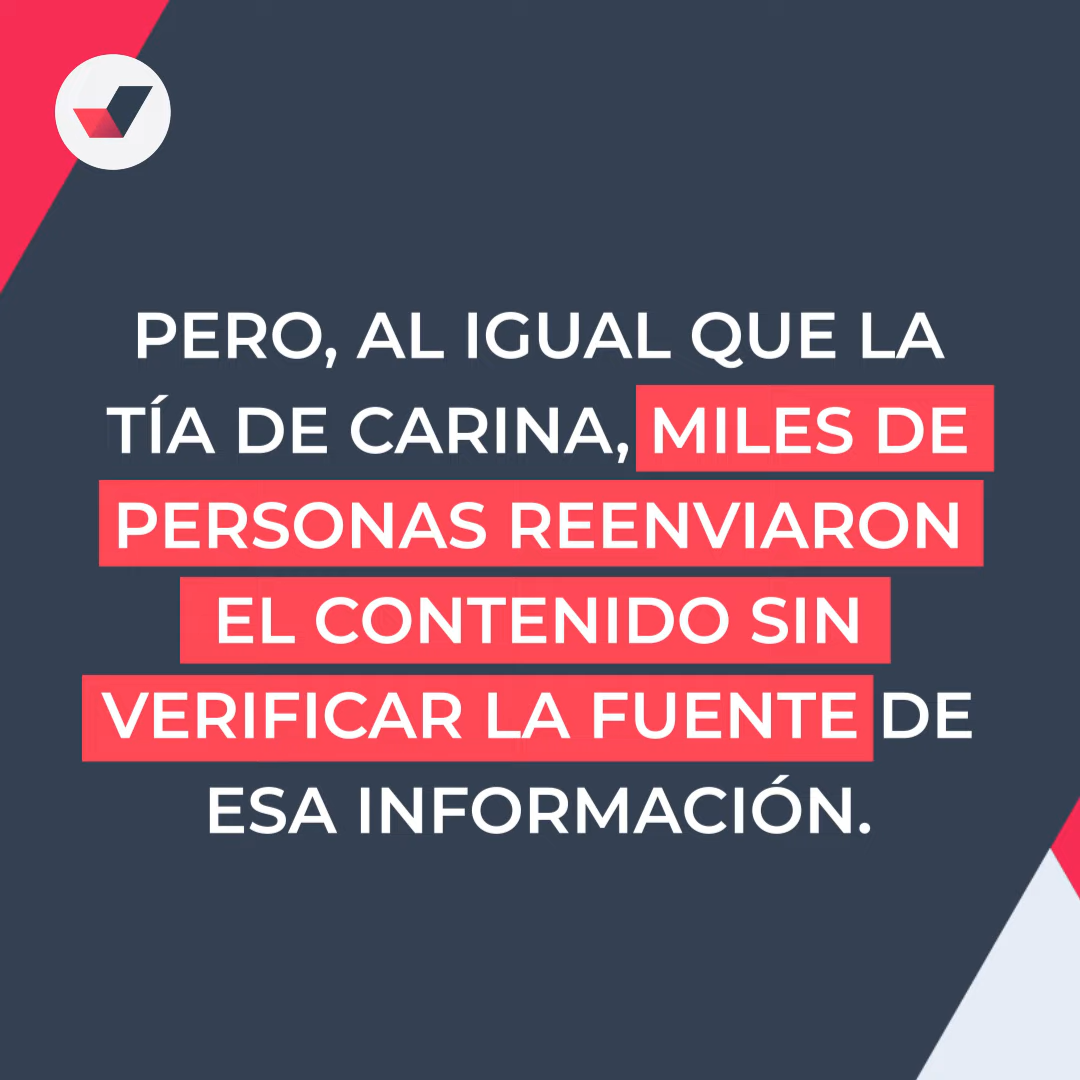 PERO, AL IGUAL QUE LA
TÍA DE CARINA, MILES DE
PERSONAS REENVIARON
EL CONTENIDO SIN
VERIFICAR LA FUENTE DE
ESA INFORMACIÓN.